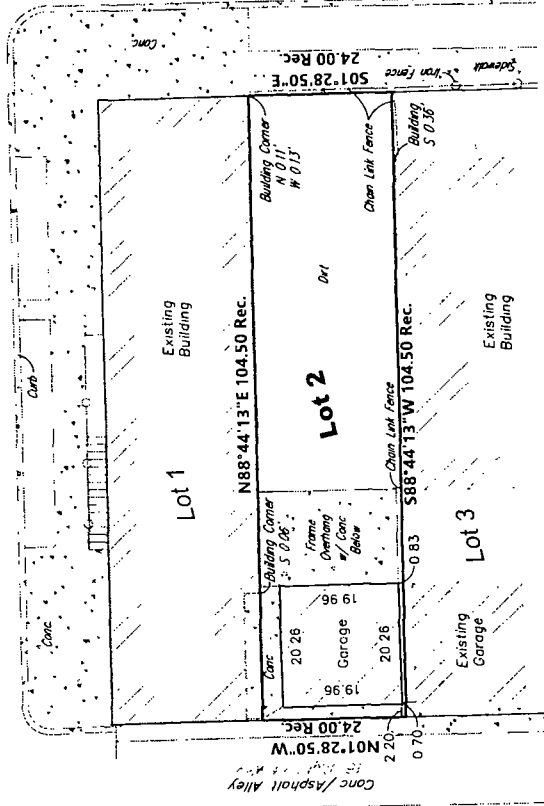 Conc
Curb
Conc
Existing
Building
Lot 1
N88°44'13"E 104.50 Rec.
Building Corner
N 0.11'
W 0.13'
Building Corner
S 0.06'
S01°28'50"E
24.00 Rec.
Iron Fence
Sidewalk
Chain Link Fence
Building
S 0.36'
Dirt
Lot 2
Frame
Overhang
w/ Conc
Below
Conc
20 26
19 96
Garage
19.96
20 26
Chain Link Fence
S88°44'13"W 104.50 Rec.
0 83
24.00 Rec.
N01°28'50"W
2 20
0 70
Conc/Asphalt Alley
Existing
Garage
Lot 3
Existing
Building